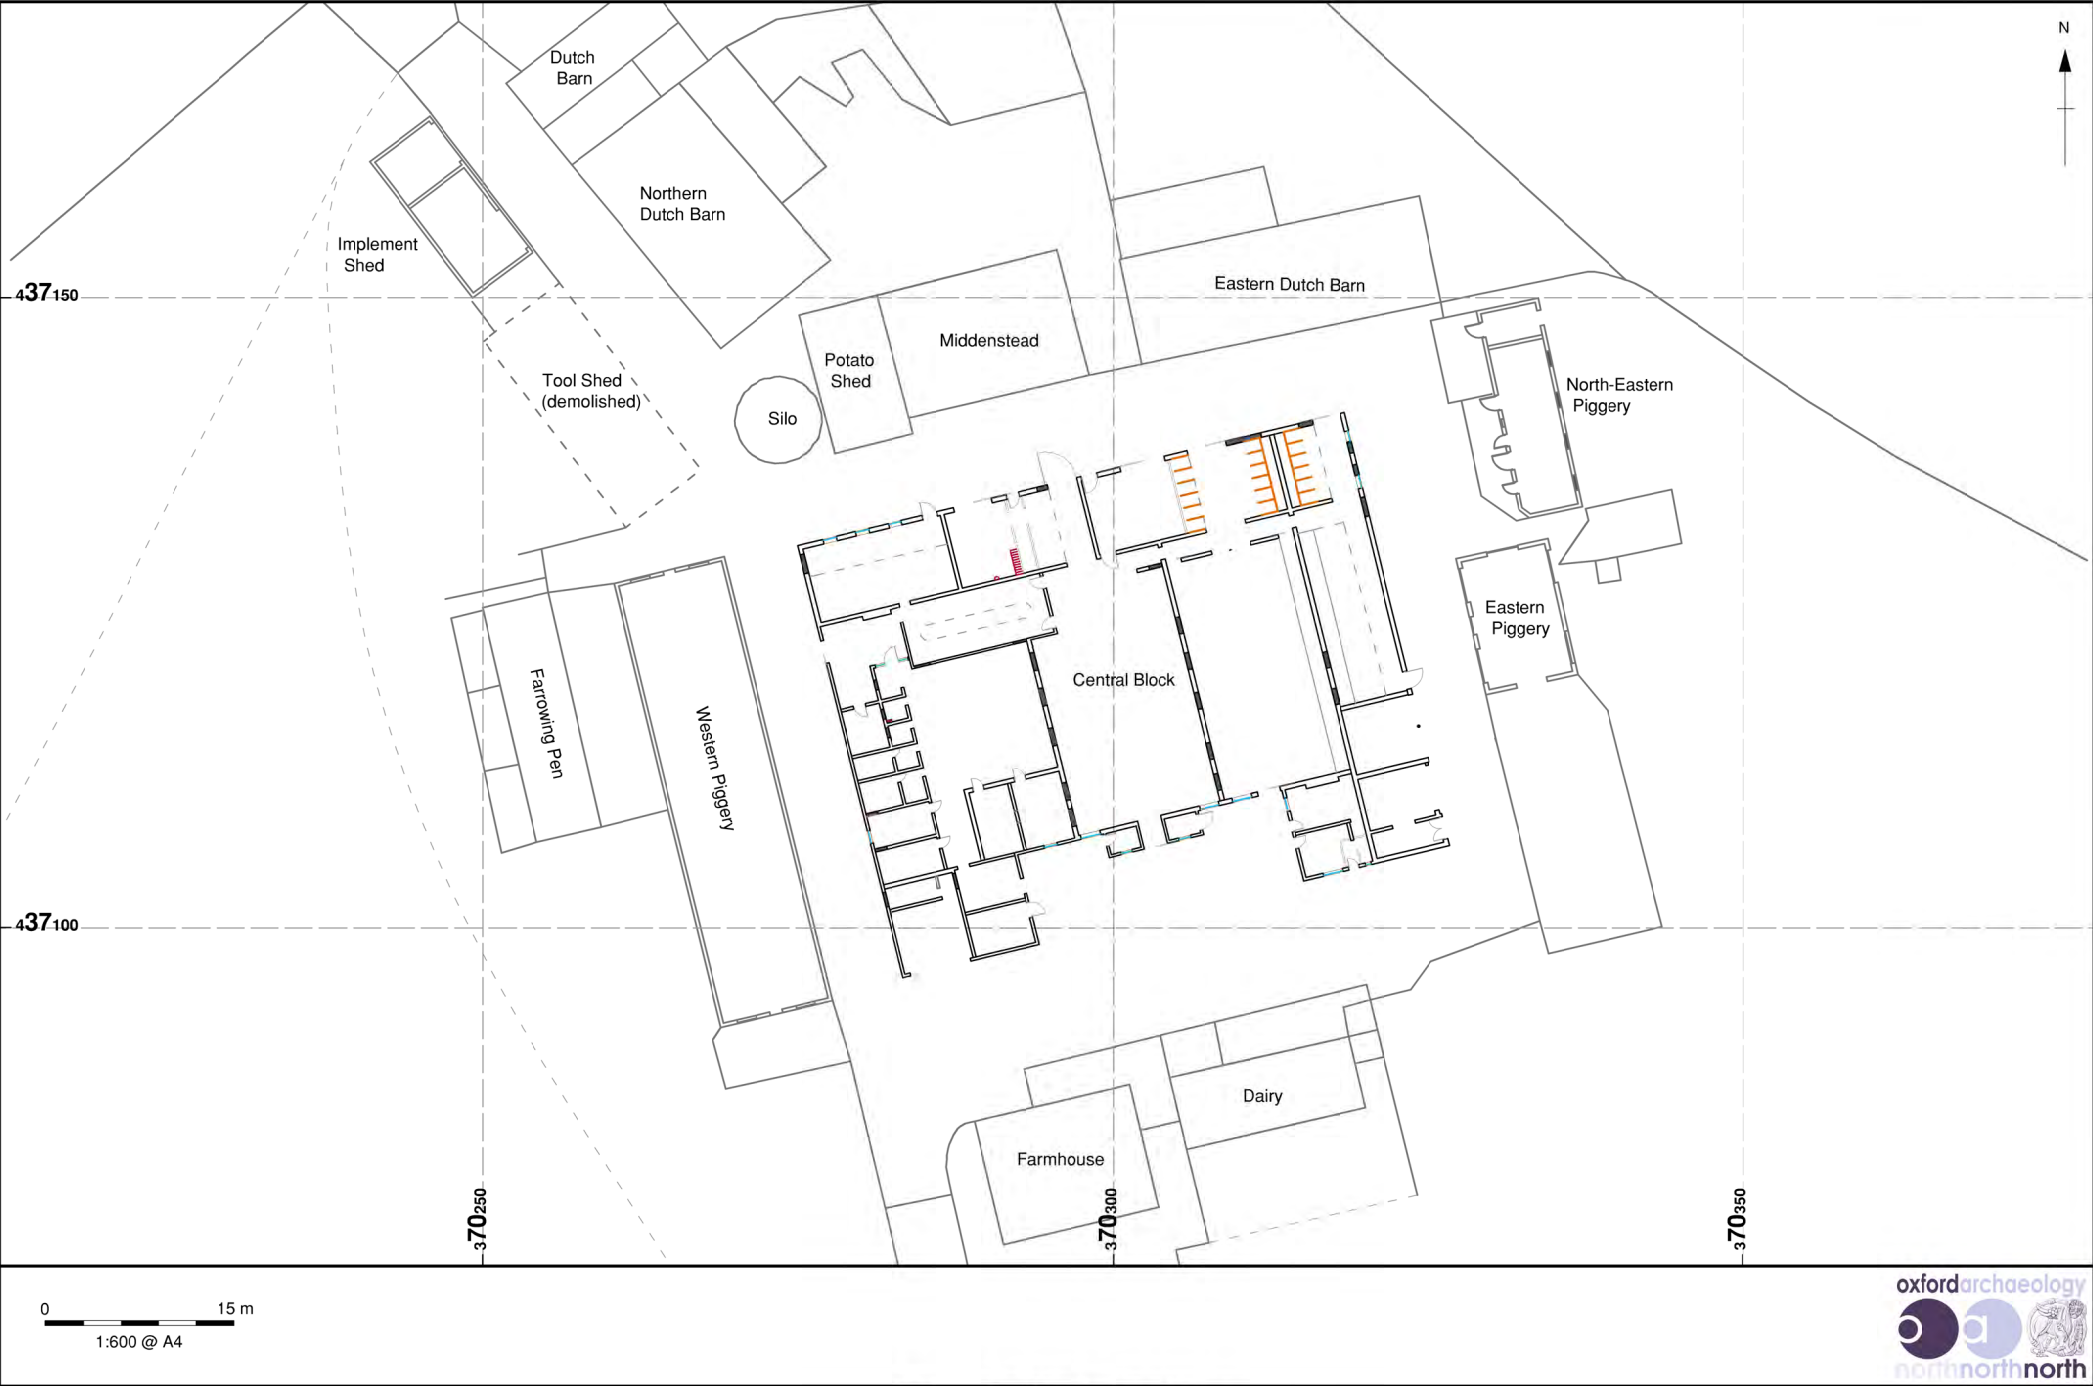 N
Dutch
Barn
Northern
Dutch Barn
Implement
Shed
Eastern Dutch Barn
437150
Middenstead
Potato
Shed
Tool Shed
(demolished)
North-Eastern
Piggery
Silo
Eastern
Piggery
Central Block
Farrowing Pen
Western Piggery
437100
Dairy
Farmhouse
370250
370300
370350
0 15 m
1:600 @ A4
oxfordarchaeology
o a
northnorthnorth